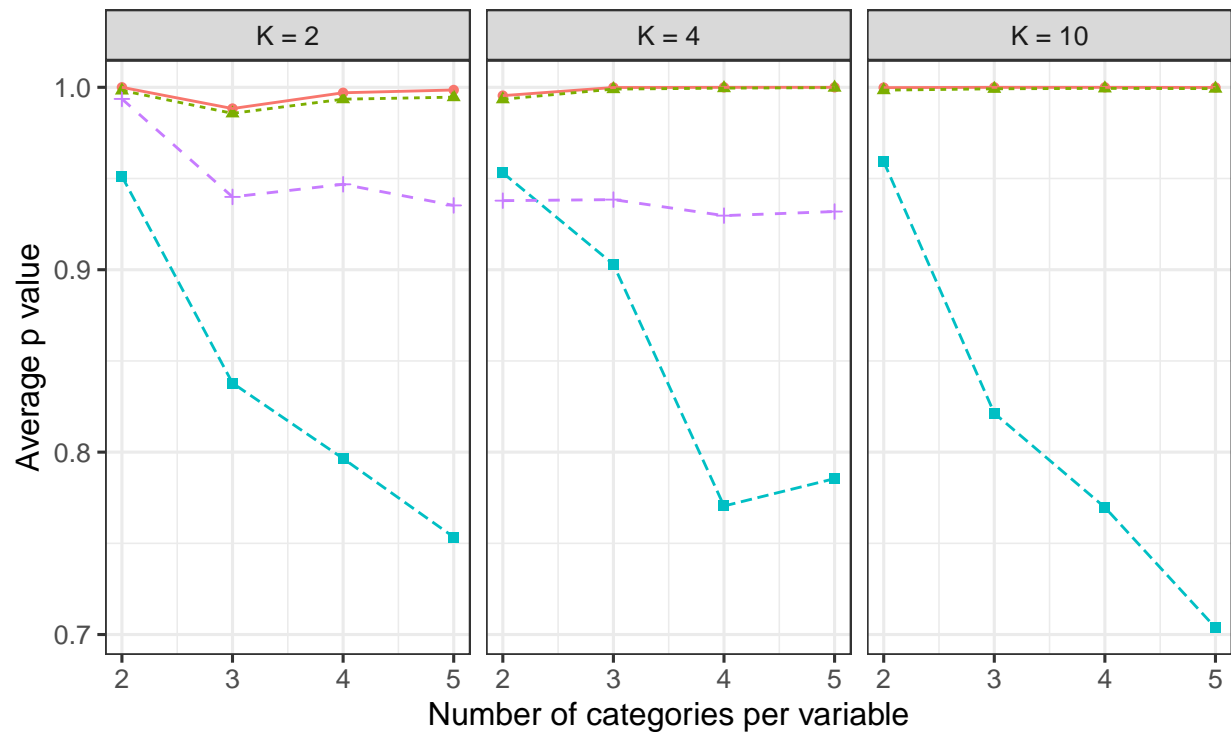 K = 2
K = 4
K = 10
1.0
0.9
0.8
0.7
Average p value
2 3 4 5
2 3 4 5
2 3 4 5
Number of categories per variable